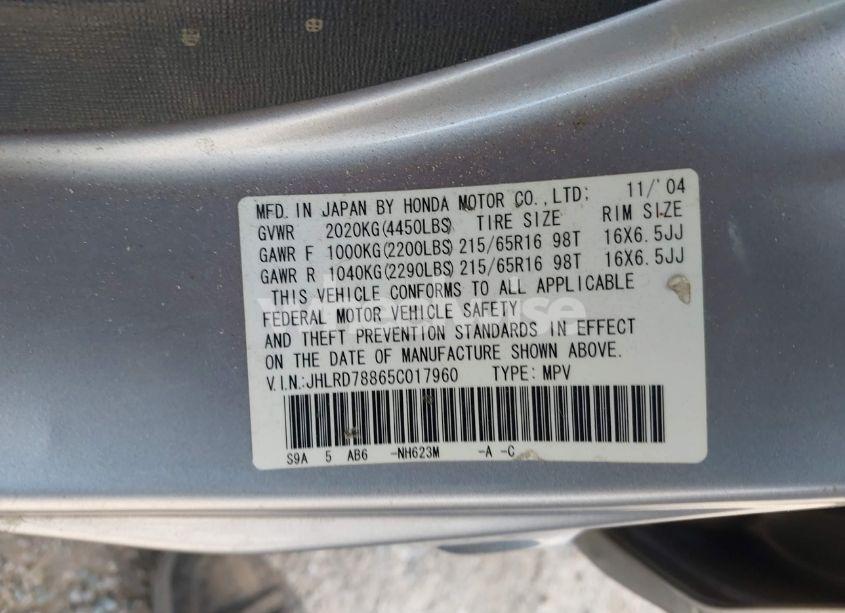 MFD. IN JAPAN BY HONDA MOTOR CO.,LTD; 11/'04
GVWR 2020KG(4450LBS) TIRE SIZE RIM SIZE
GAWR F 1000KG(2200LBS) 215/65R16 98T 16X6.5JJ
GAWR R 1040KG(2290LBS) 215/65R16 98T 16X6.5JJ
THIS VEHICLE CONFORMS TO ALL APPLICABLE
FEDERAL MOTOR VEHICLE SAFETY
AND THEFT PREVENTION STANDARDS IN EFFECT
ON THE DATE OF MANUFACTURE SHOWN ABOVE.
V.I.N.:JHLRD78865C017960 TYPE: MPV
S9A 5 AB6 -NH623M -A -C